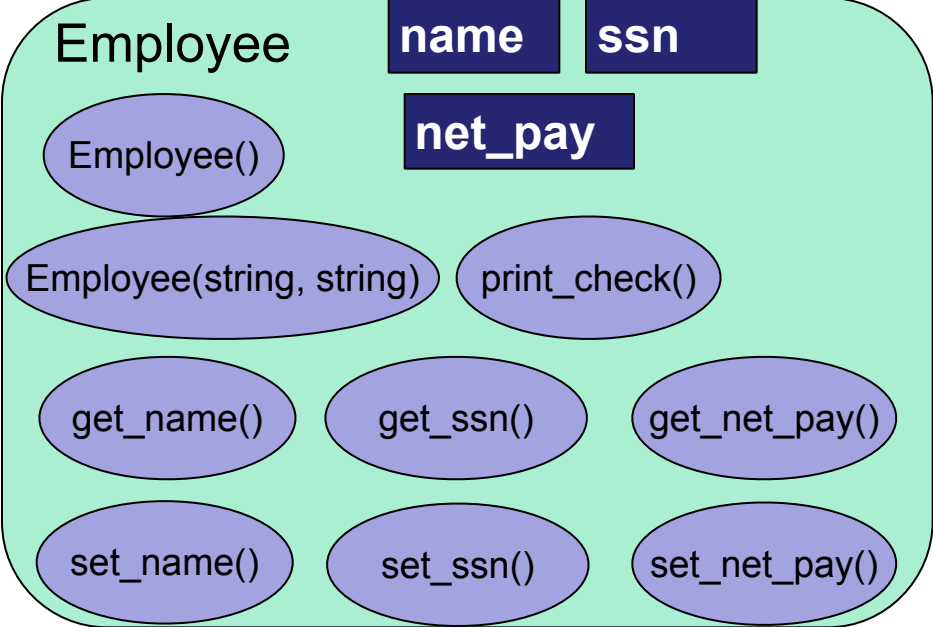 Employee
name
ssn
net_pay
Employee()
Employee(string, string)
print_check()
get_name()
get_ssn()
get_net_pay()
set_name()
set_ssn()
set_net_pay()